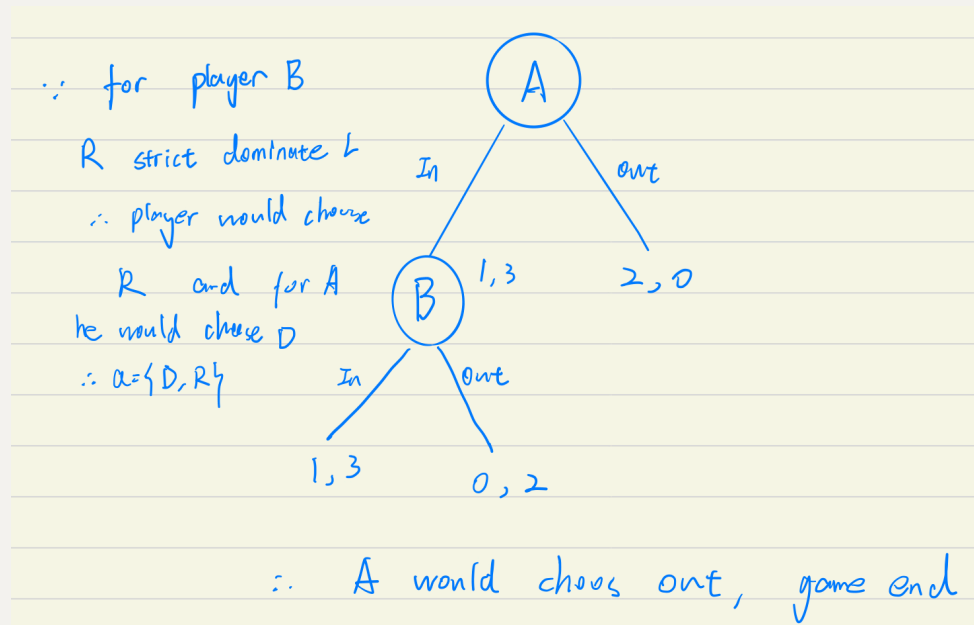 ∵ for player B
R strict dominate L
∴ player would choose
R and for A
he would chuse D
∴ a={D,R}
A
In
out
B
1,3
2,0
In
out
1,3
0,2
∴ A would choos out, game end